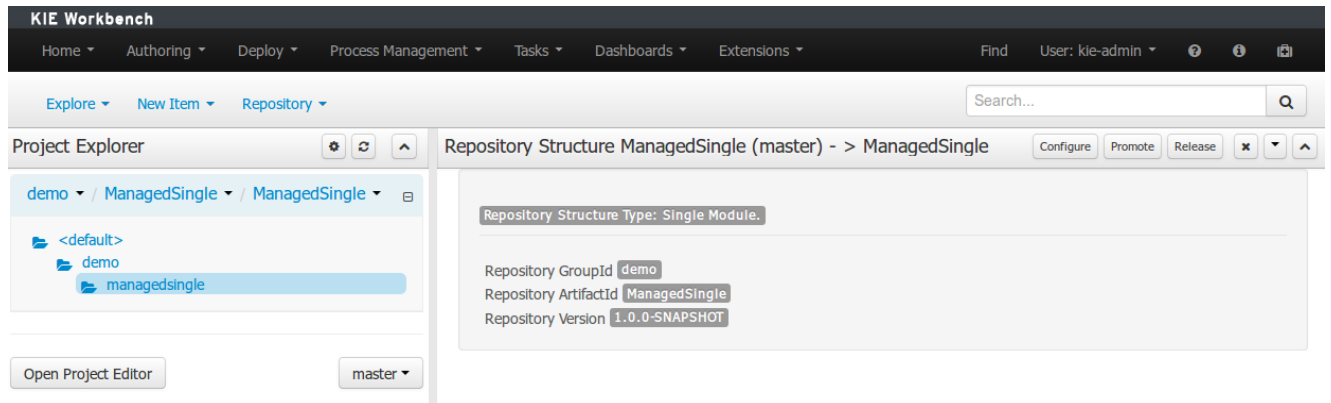 KIE Workbench
Home Authoring Deploy Process Management Tasks Dashboards Extensions Find User: kie-admin
Explore New Item Repository Search...
Project Explorer
Repository Structure ManagedSingle (master) - > ManagedSingle Configure Promote Release
demo / ManagedSingle / ManagedSingle
<default>
demo
managedsingle
Open Project Editor master
Repository Structure Type: Single Module.
Repository GroupId demo
Repository ArtifactId ManagedSingle
Repository Version 1.0.0-SNAPSHOT